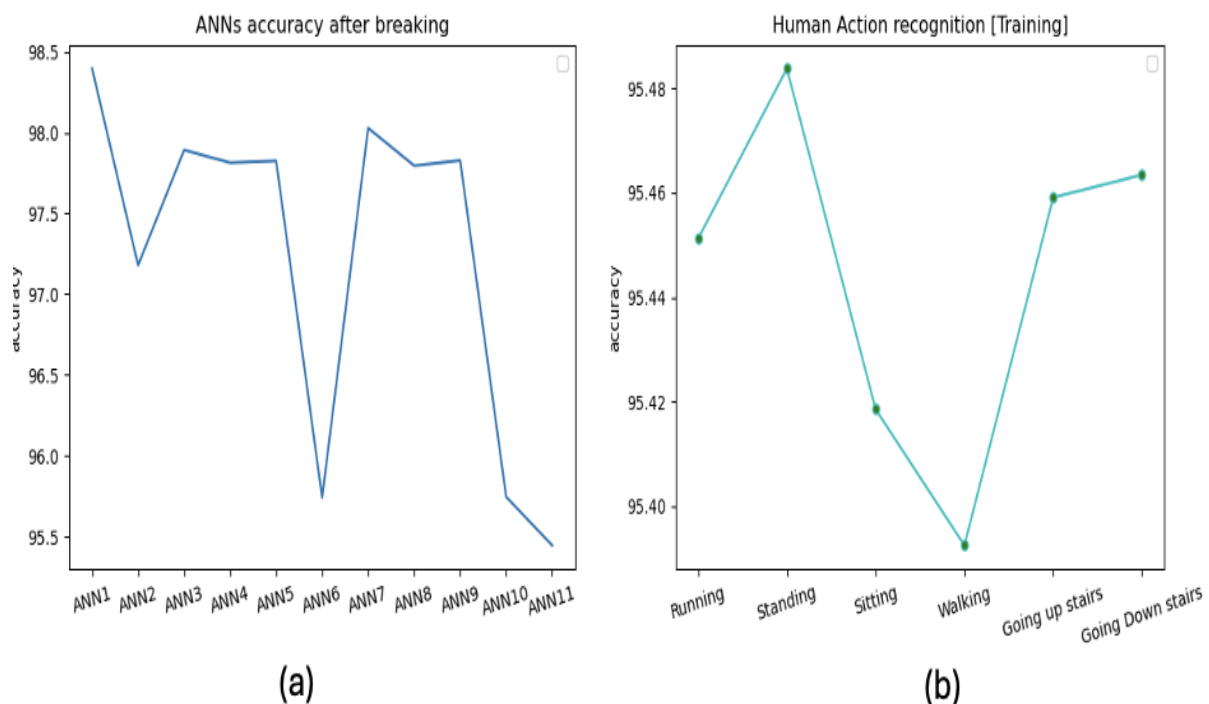 ANNs accuracy after breaking
98.5
98.0
97.5
97.0
96.5
96.0
95.5
accuracy
ANN1 ANN2 ANN3 ANN4 ANN5 ANN6 ANN7 ANN8 ANN9 ANN10 ANN11
(a)
Human Action recognition [Training]
95.48
95.46
95.44
95.42
95.40
accuracy
Running Standing Sitting Walking Going up stairs Going Down stairs
(b)